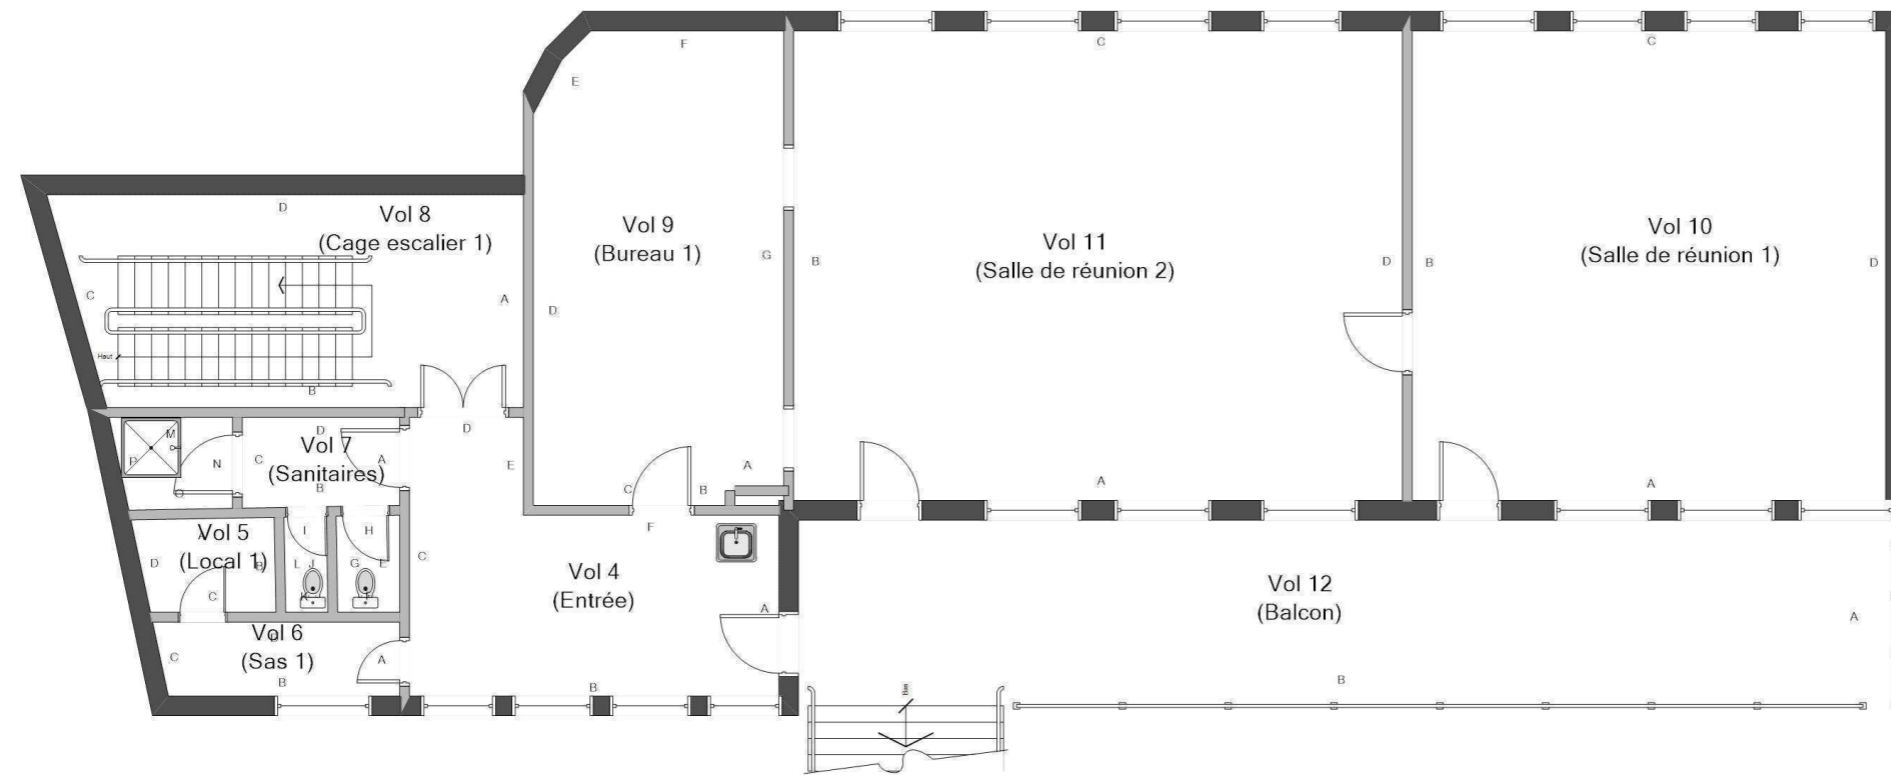 F
C
C
E
Vol 8
(Cage escalier 1)
D
C
A
Haut
B
Vol 9
(Bureau 1)
G
D
A
C
B
Vol 11
(Salle de réunion 2)
B
D
A
Vol 10
(Salle de réunion 1)
B
D
A
M
P
N
O
D
Vol 7
(Sanitaires)
C
A
B
I
H
L
J
G
E
K
Vol 5
(Local 1)
D
B
C
Vol 6
(Sas 1)
D
C
A
B
D
E
C
F
Vol 4
(Entrée)
A
B
Vol 12
(Balcon)
A
B
Bas